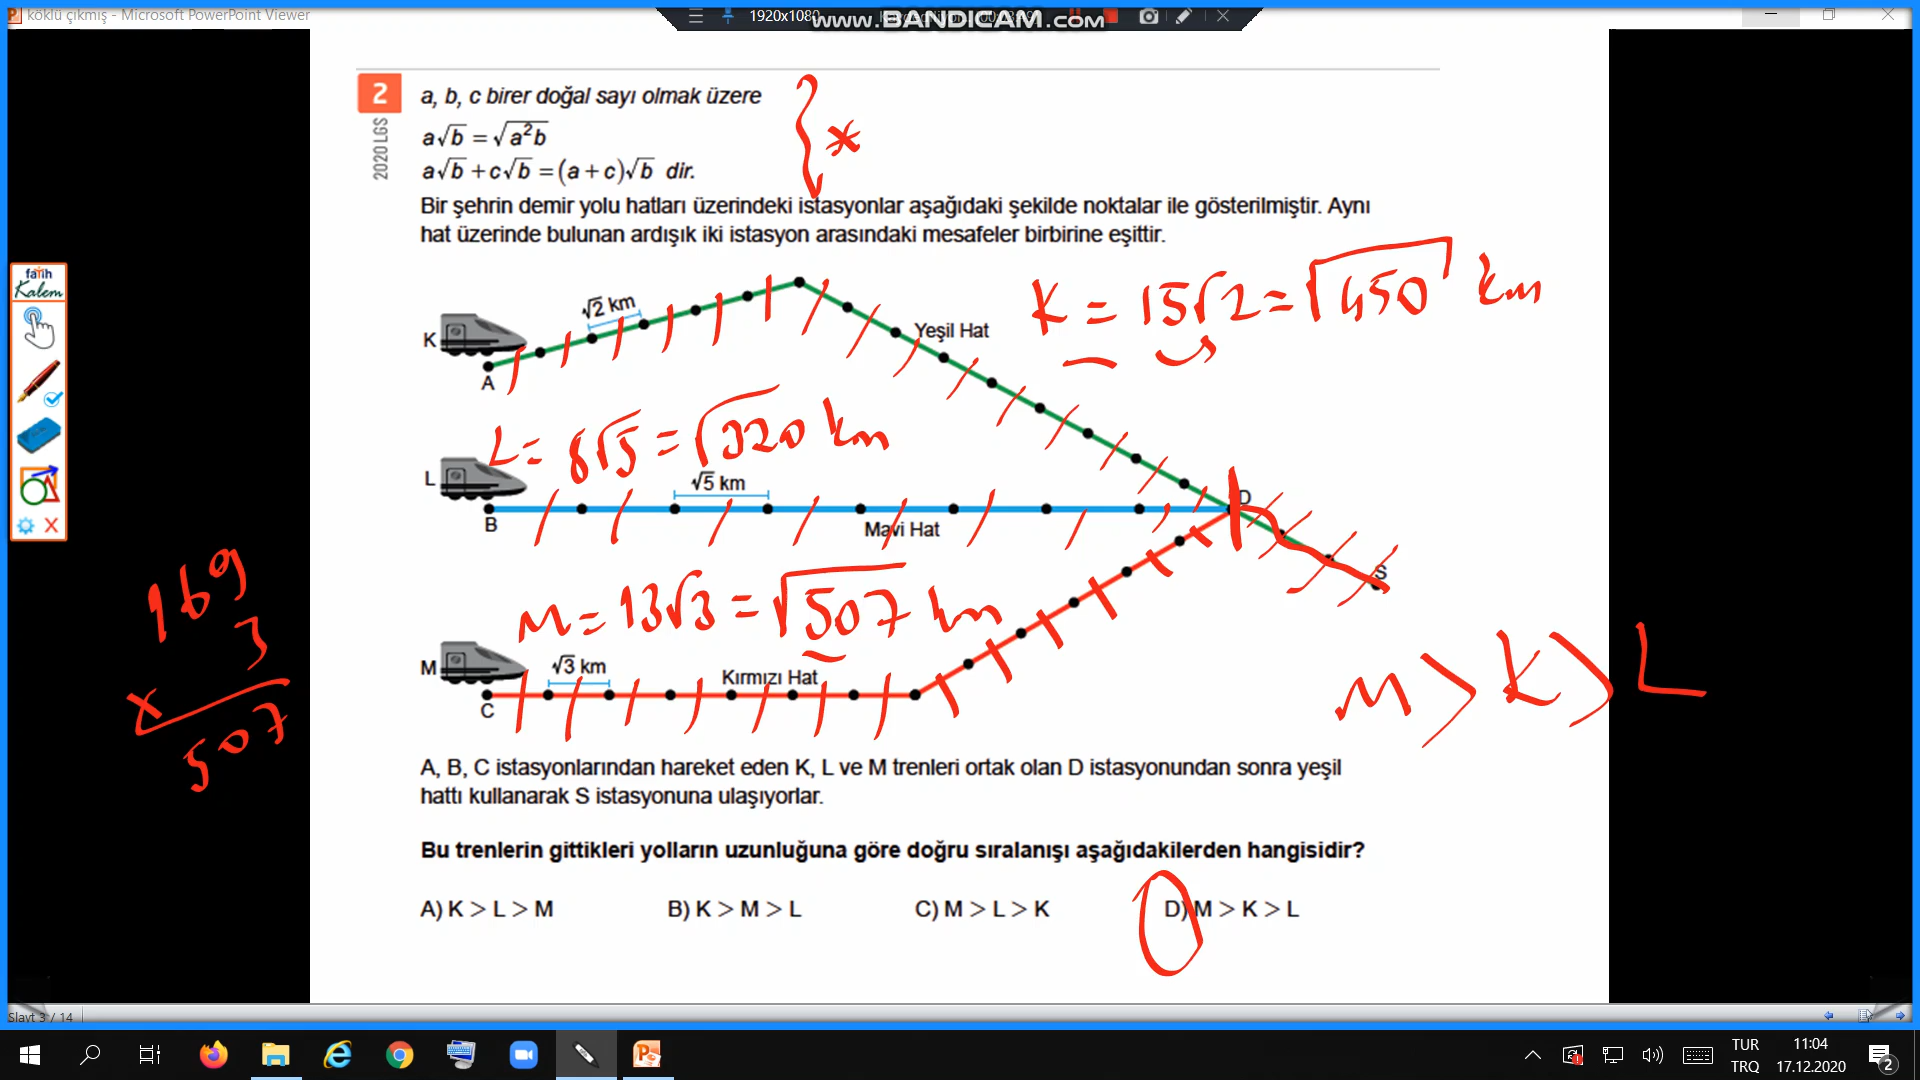 köklü çıkmış - Microsoft PowerPoint Viewer
1920x1080
www.BANDICAM.com
2
2020 LGS
a, b, c birer doğal sayı olmak üzere
a√b = √a²b
a√b + c√b = (a + c)√b dir.
*
Bir şehrin demir yolu hatları üzerindeki istasyonlar aşağıdaki şekilde noktalar ile gösterilmiştir. Aynı
hat üzerinde bulunan ardışık iki istasyon arasındaki mesafeler birbirine eşittir.
fatih
Kalem
K = 15√2 = √450 km
√2 km
Yeşil Hat
K
A
L = 8√5 = √320 km
L
√5 km
B
Mavi Hat
D
S
M = 13√3 = √507 km
M
√3 km
Kırmızı Hat
C
169
3
x
507
M > K > L
A, B, C istasyonlarından hareket eden K, L ve M trenleri ortak olan D istasyonundan sonra yeşil
hattı kullanarak S istasyonuna ulaşıyorlar.
Bu trenlerin gittikleri yolların uzunluğuna göre doğru sıralanışı aşağıdakilerden hangisidir?
A) K > L > M
B) K > M > L
C) M > L > K
D) M > K > L
Slayt 3 / 14
TUR
TRQ
11:04
17.12.2020
2